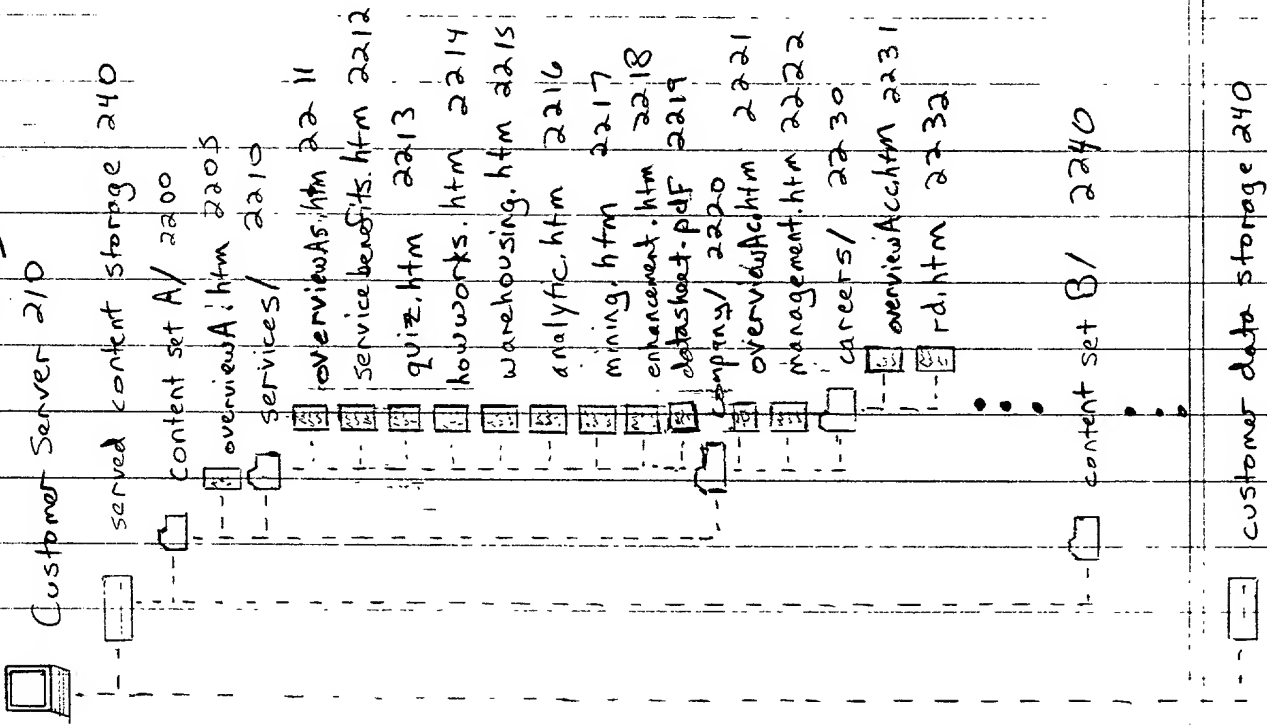 Customer Server 210
served content storage 240
content set A/ 2200
overviewA.htm 2205
services/ 2210
overviewAs.htm 2211
servicebenefits.htm 2212
quiz.htm 2213
howworks.htm 2214
warehousing.htm 2215
analytic.htm 2216
mining.htm 2217
enhancement.htm 2218
datasheet.pdf 2219
company/ 2220
overviewAc.htm 2221
management.htm 2222
careers/ 2230
overviewAcc.htm 2231
rd.htm 2232
content set B/ 2240
customer data storage 240